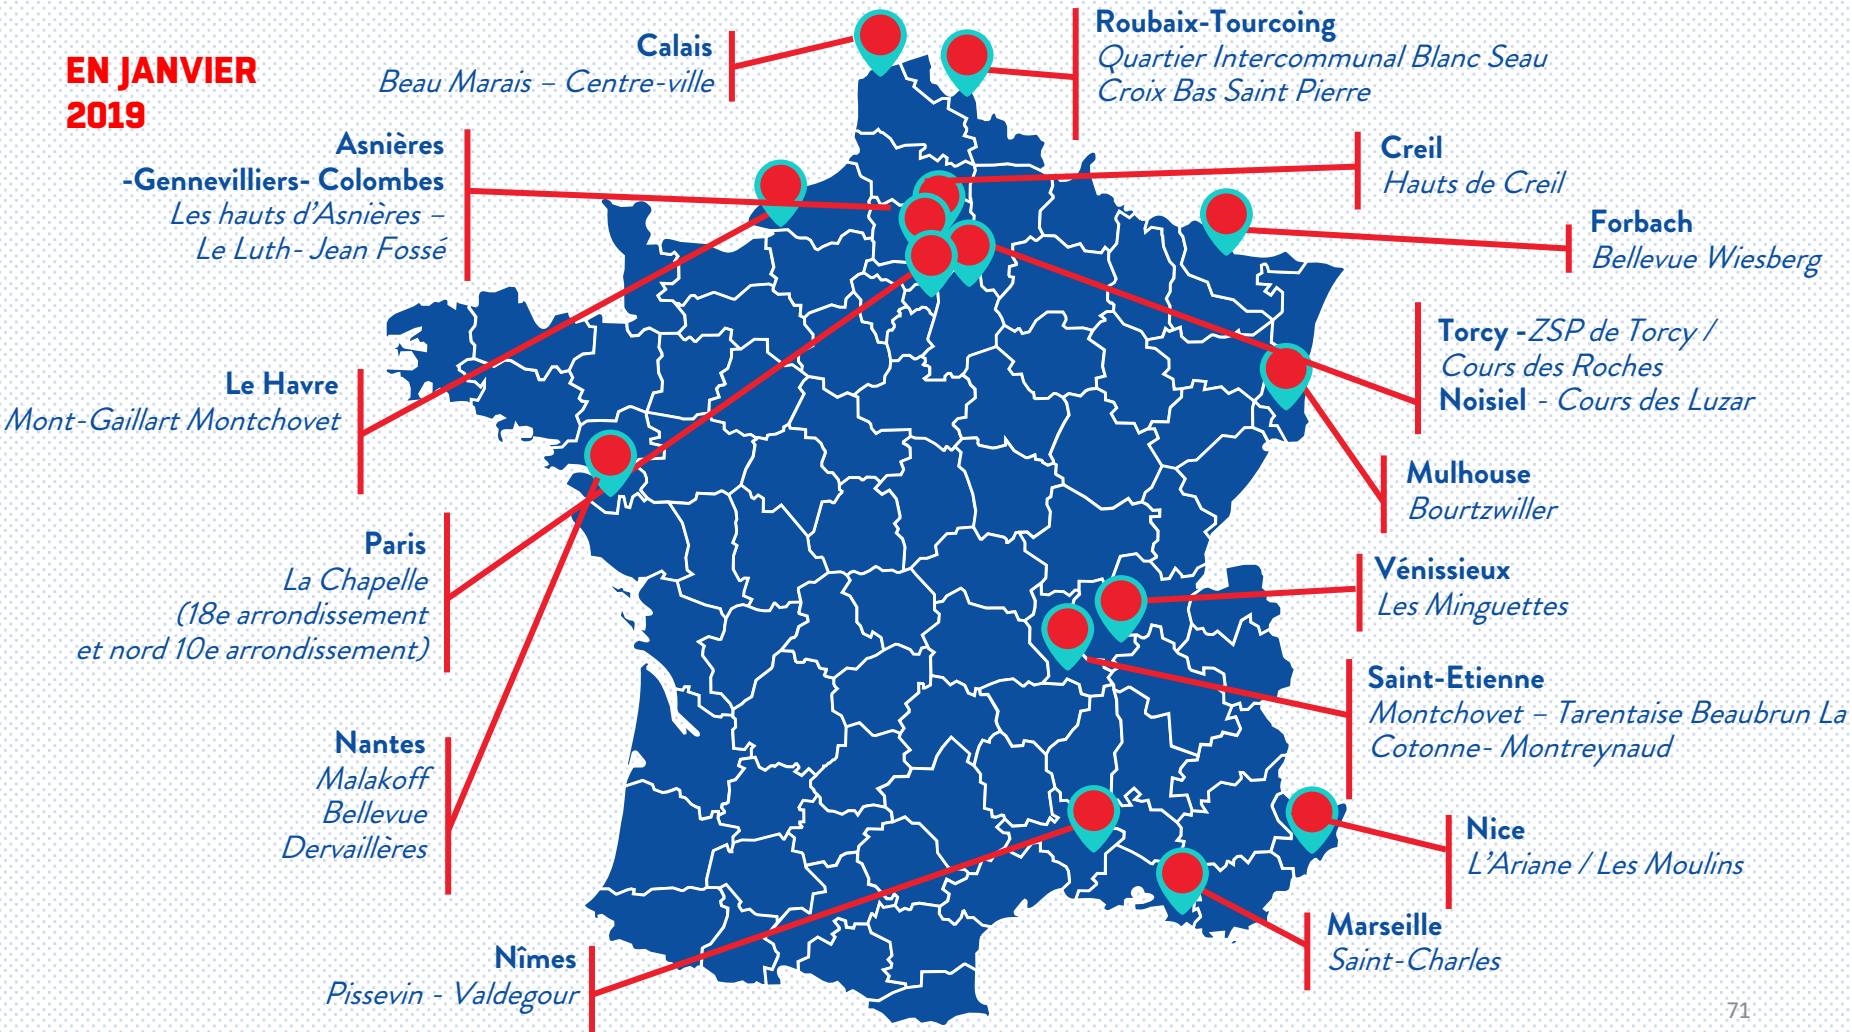 EN JANVIER
2019
Calais
Beau Marais – Centre-ville
Roubaix-Tourcoing
Quartier Intercommunal Blanc Seau
Croix Bas Saint Pierre
Asnières
-Gennevilliers- Colombes
Les hauts d'Asnières –
Le Luth- Jean Fossé
Creil
Hauts de Creil
Forbach
Bellevue Wiesberg
Torcy -ZSP de Torcy /
Cours des Roches
Noisiel - Cours des Luzar
Le Havre
Mont-Gaillart Montchovet
Mulhouse
Bourtzwiller
Paris
La Chapelle
(18e arrondissement
et nord 10e arrondissement)
Vénissieux
Les Minguettes
Saint-Etienne
Montchovet – Tarentaise Beaubrun La
Cotonne- Montreynaud
Nantes
Malakoff
Bellevue
Dervaillères
Nice
L'Ariane / Les Moulins
Marseille
Saint-Charles
Nîmes
Pissevin - Valdegour
71